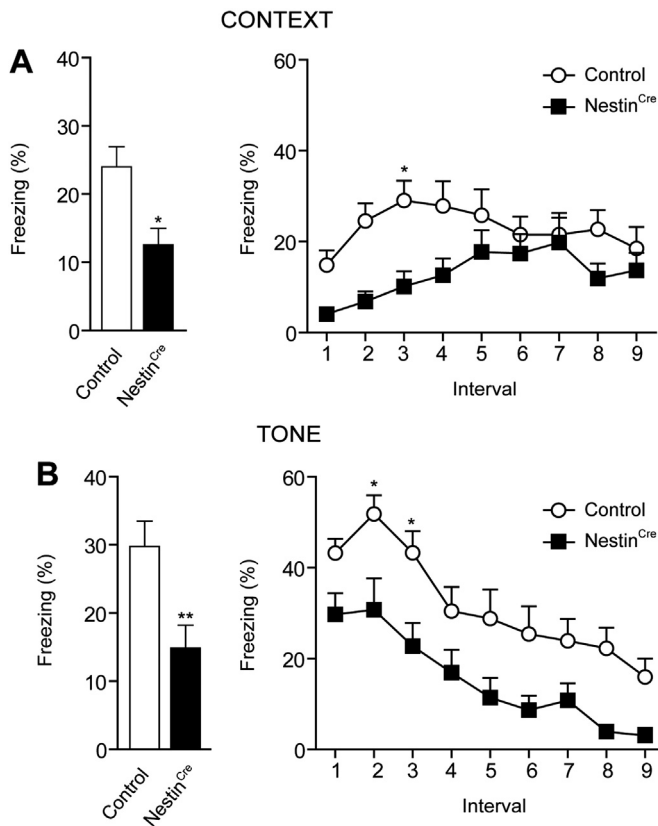 CONTEXT
A
Freezing (%)
40
30
20
10
0
Control
Nestin^Cre
*
Freezing (%)
60
40
20
0
*
Control
Nestin^Cre
1 2 3 4 5 6 7 8 9
Interval
TONE
B
Freezing (%)
40
30
20
10
0
Control
Nestin^Cre
**
Freezing (%)
60
40
20
0
*
*
Control
Nestin^Cre
1 2 3 4 5 6 7 8 9
Interval